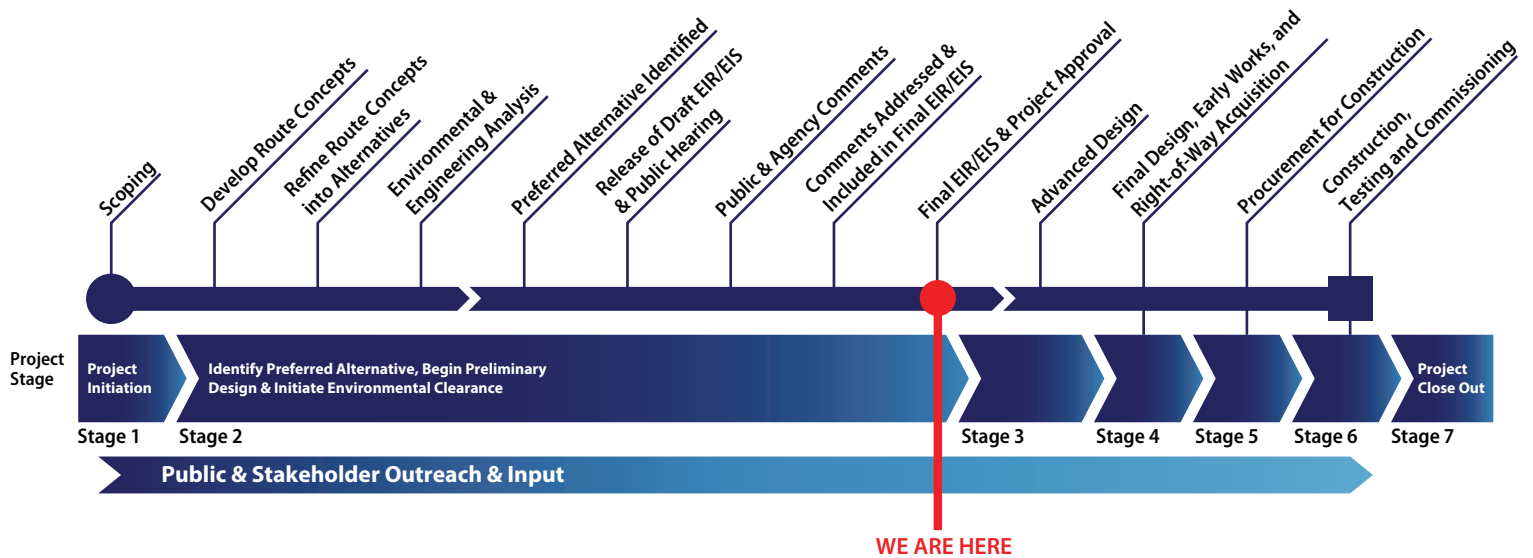 Scoping
Develop Route Concepts
Refine Route Concepts
into Alternatives
Environmental &
Engineering Analysis
Preferred Alternative Identified
Release of Draft EIR/EIS
& Public Hearing
Public & Agency Comments
Comments Addressed &
Included in Final EIR/EIS
Final EIR/EIS & Project Approval
Advanced Design
Final Design, Early Works, and
Right-of-Way Acquisition
Procurement for Construction
Construction,
Testing and Commissioning
Project
Stage
Project
Initiation
Identify Preferred Alternative, Begin Preliminary
Design & Initiate Environmental Clearance
Project
Close Out
Stage 1
Stage 2
Stage 3
Stage 4
Stage 5
Stage 6
Stage 7
Public & Stakeholder Outreach & Input
WE ARE HERE